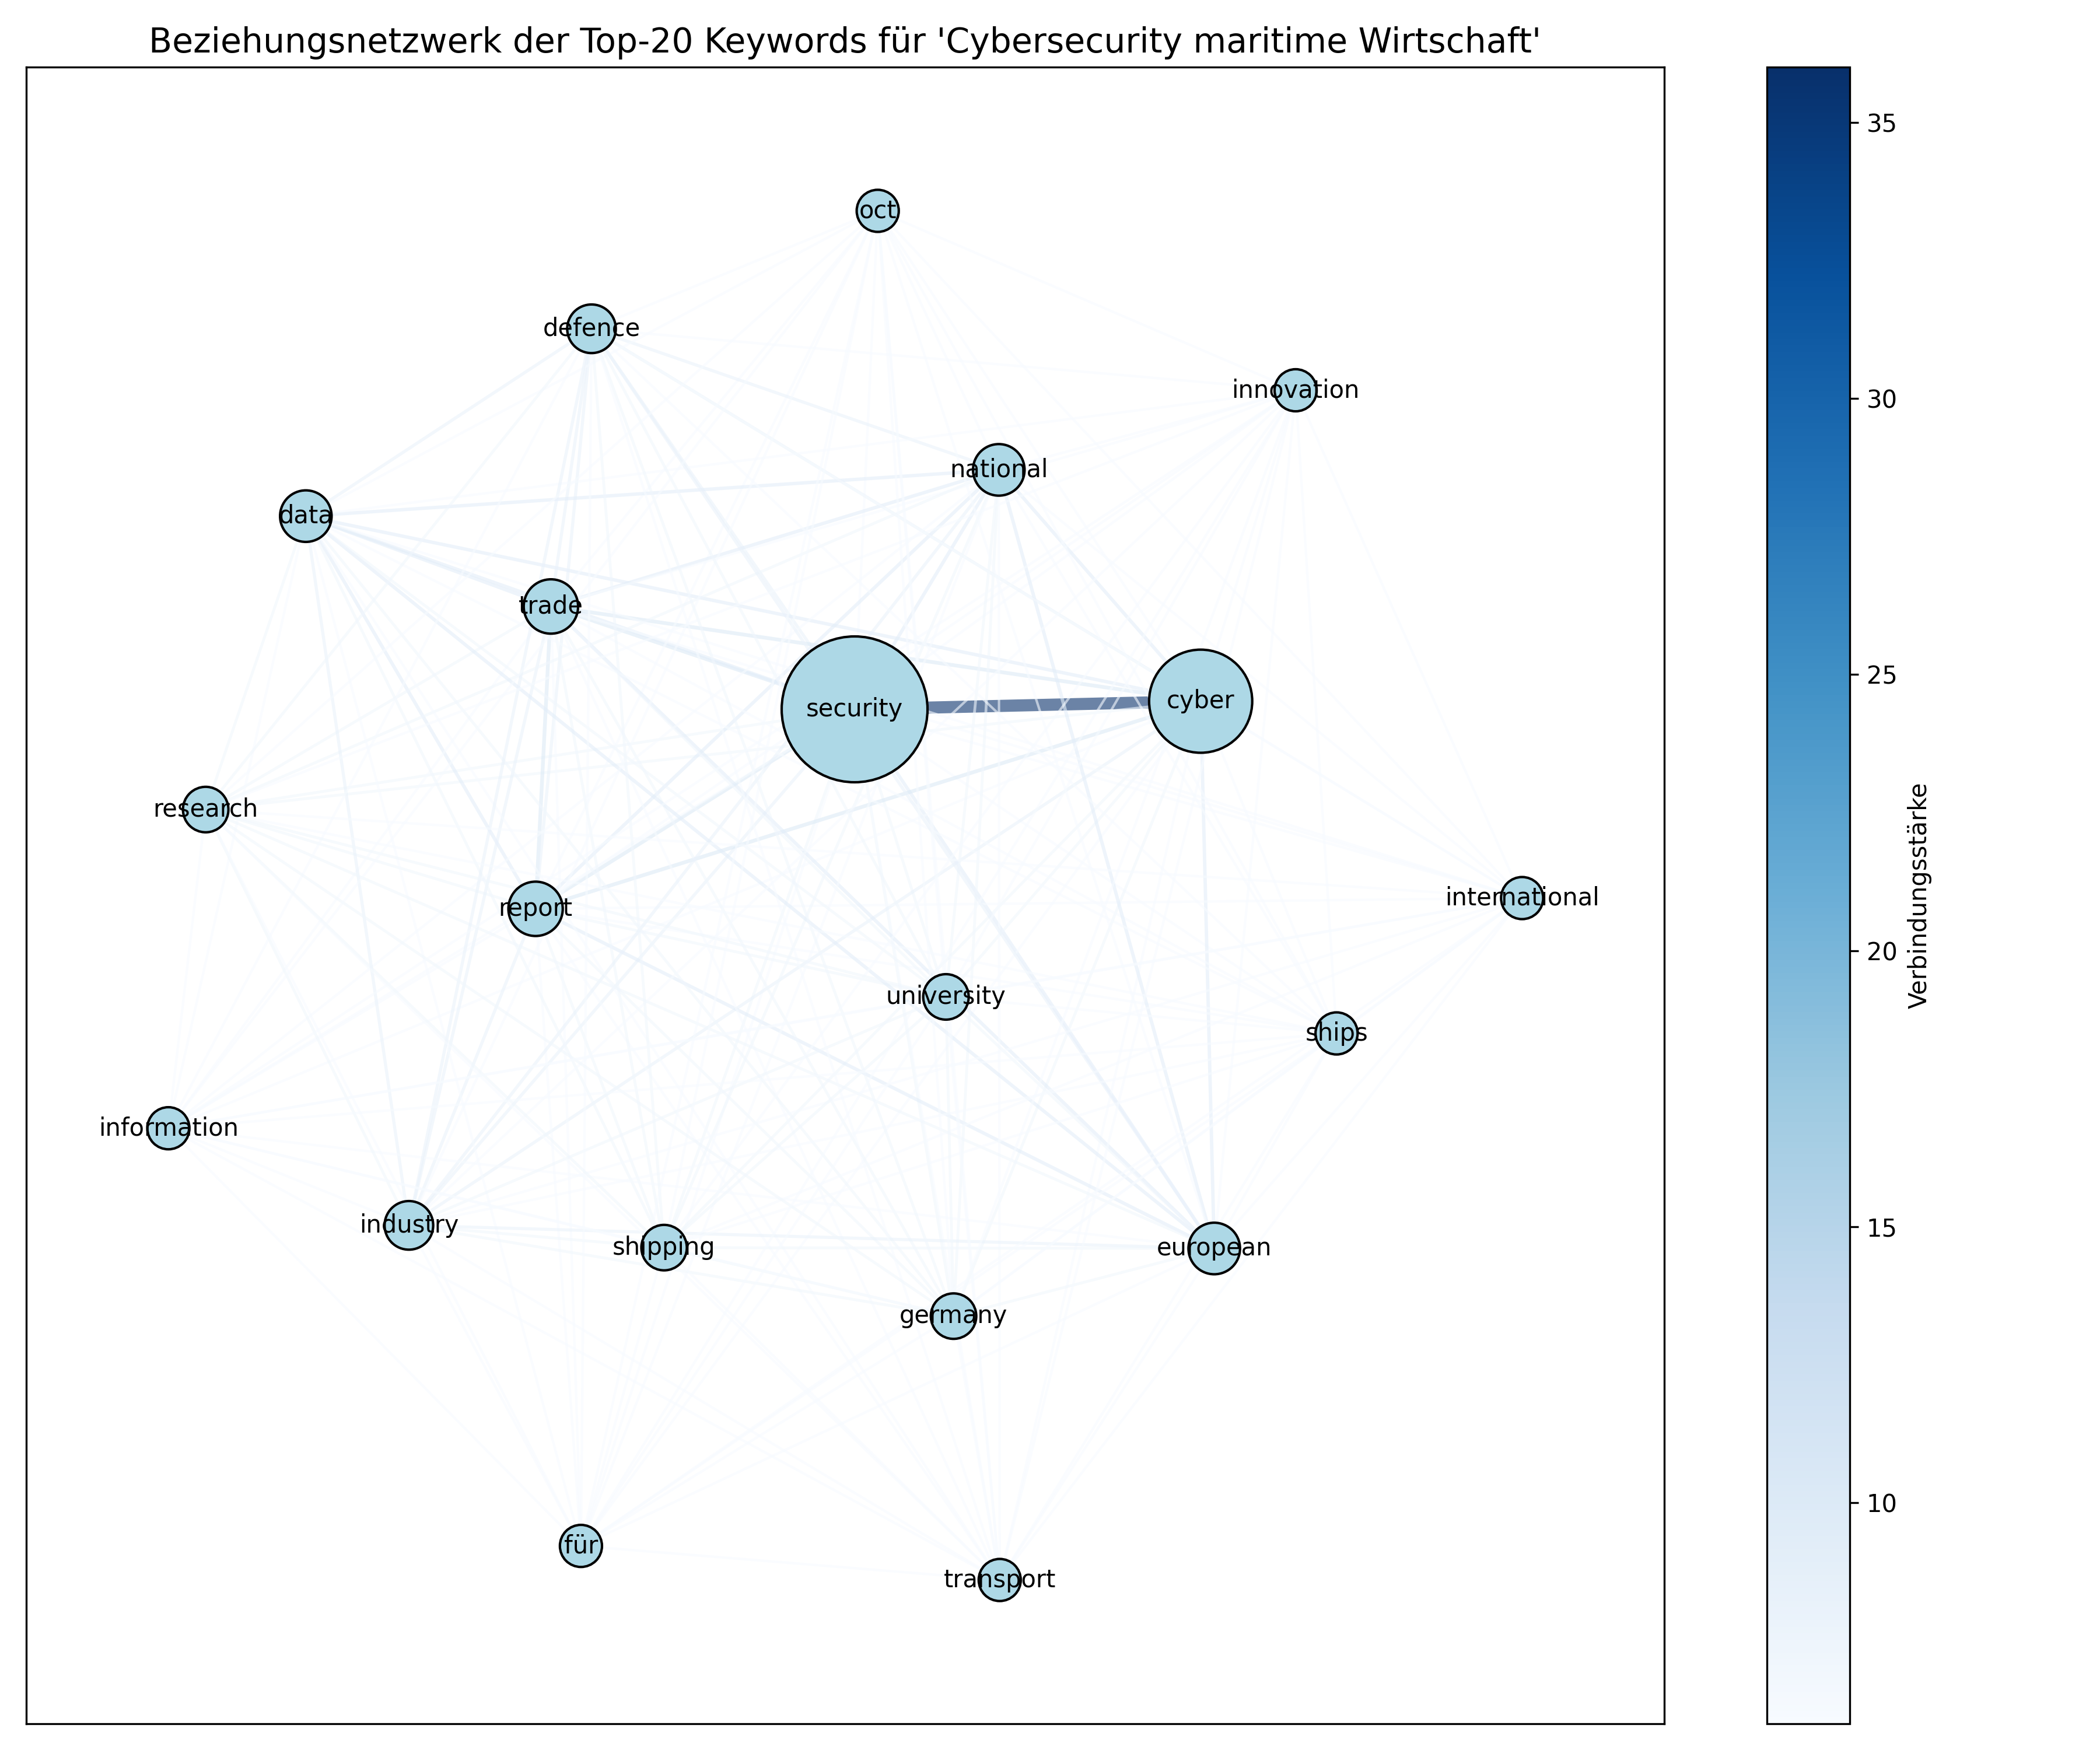 Beziehungsnetzwerk der Top-20 Keywords für 'Cybersecurity maritime Wirtschaft'
oct
defence
innovation
national
data
trade
security
cyber
research
report
international
university
ships
information
industry
shipping
european
germany
für
transport
35
30
25
20
15
10
Verbindungsstärke